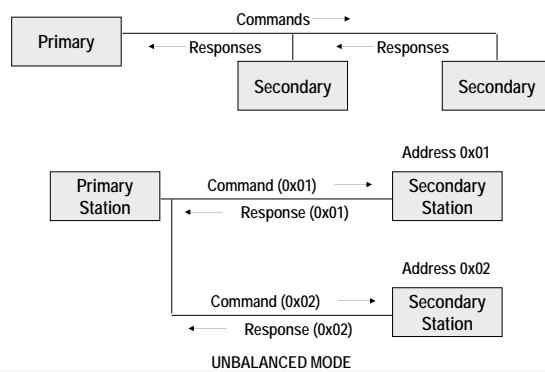 Commands
Primary
Responses
Responses
Secondary
Secondary
Address 0x01
Primary
Station
Command (0x01)
Secondary
Station
Response (0x01)
Address 0x02
Command (0x02)
Secondary
Station
Response (0x02)
UNBALANCED MODE